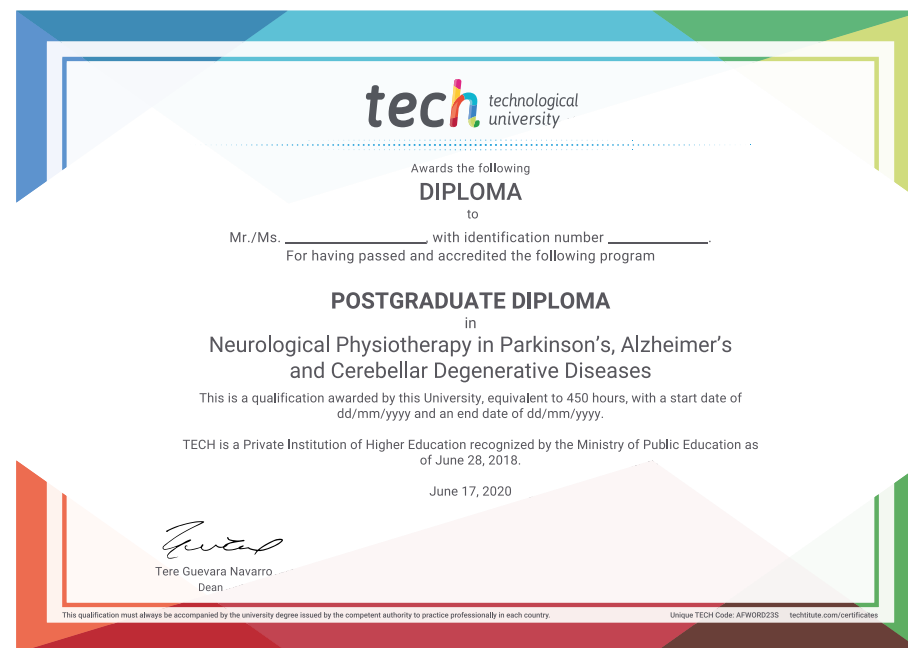 tech technological
university
Awards the following
DIPLOMA
to
Mr./Ms. ____________, with identification number ____________.
For having passed and accredited the following program
POSTGRADUATE DIPLOMA
in
Neurological Physiotherapy in Parkinson's, Alzheimer's
and Cerebellar Degenerative Diseases
This is a qualification awarded by this University, equivalent to 450 hours, with a start date of
dd/mm/yyyy and an end date of dd/mm/yyyy.
TECH is a Private Institution of Higher Education recognized by the Ministry of Public Education as
of June 28, 2018.
June 17, 2020
Tere Guevara Navarro
Dean
This qualification must always be accompanied by the university degree issued by the competent authority to practice professionally in each country. Unique TECH Code: AFWORD23S techtitute.com/certificates